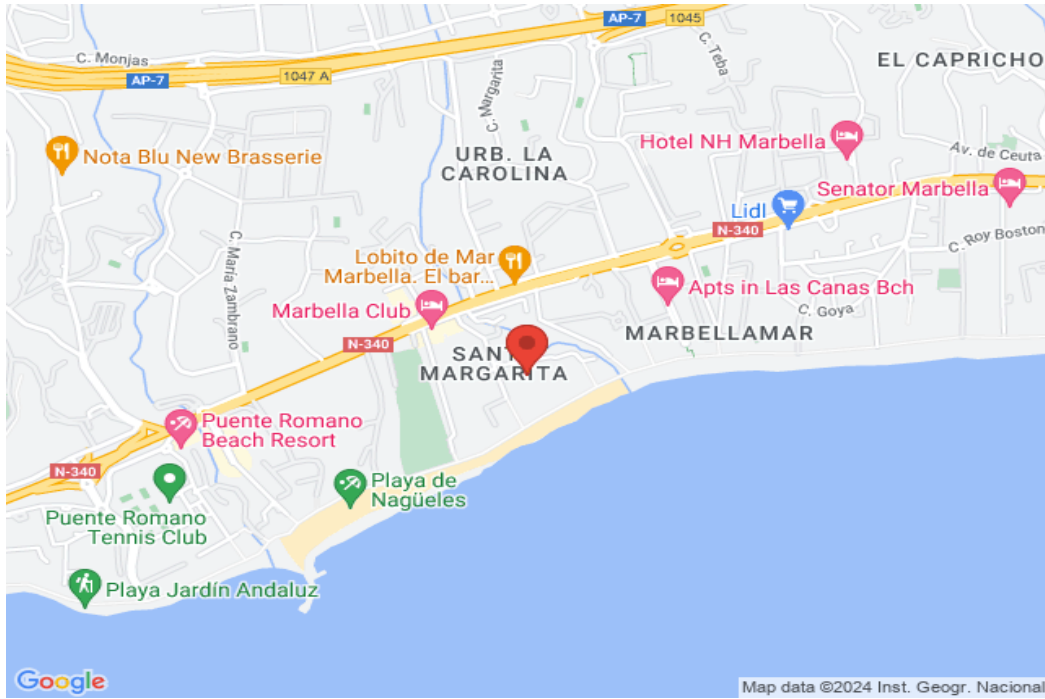 AP-7
1045
C. Monjas
AP-7
1047 A
C. Margarita
C. Teba
EL CAPRICHO
Nota Blu New Brasserie
URB. LA
CAROLINA
Hotel NH Marbella
Av. de Ceuta
Senator Marbella
Lidl
N-340
C. Roy Boston
C. María Zambrano
Lobito de Mar
Marbella. El bar...
Apts in Las Canas Bch
Marbella Club
C. Goya
MARBELLAMAR
N-340
SANT
MARGARITA
Puente Romano
Beach Resort
N-340
Playa de
Nagüeles
Puente Romano
Tennis Club
Playa Jardín Andaluz
Google
Map data ©2024 Inst. Geogr. Nacional